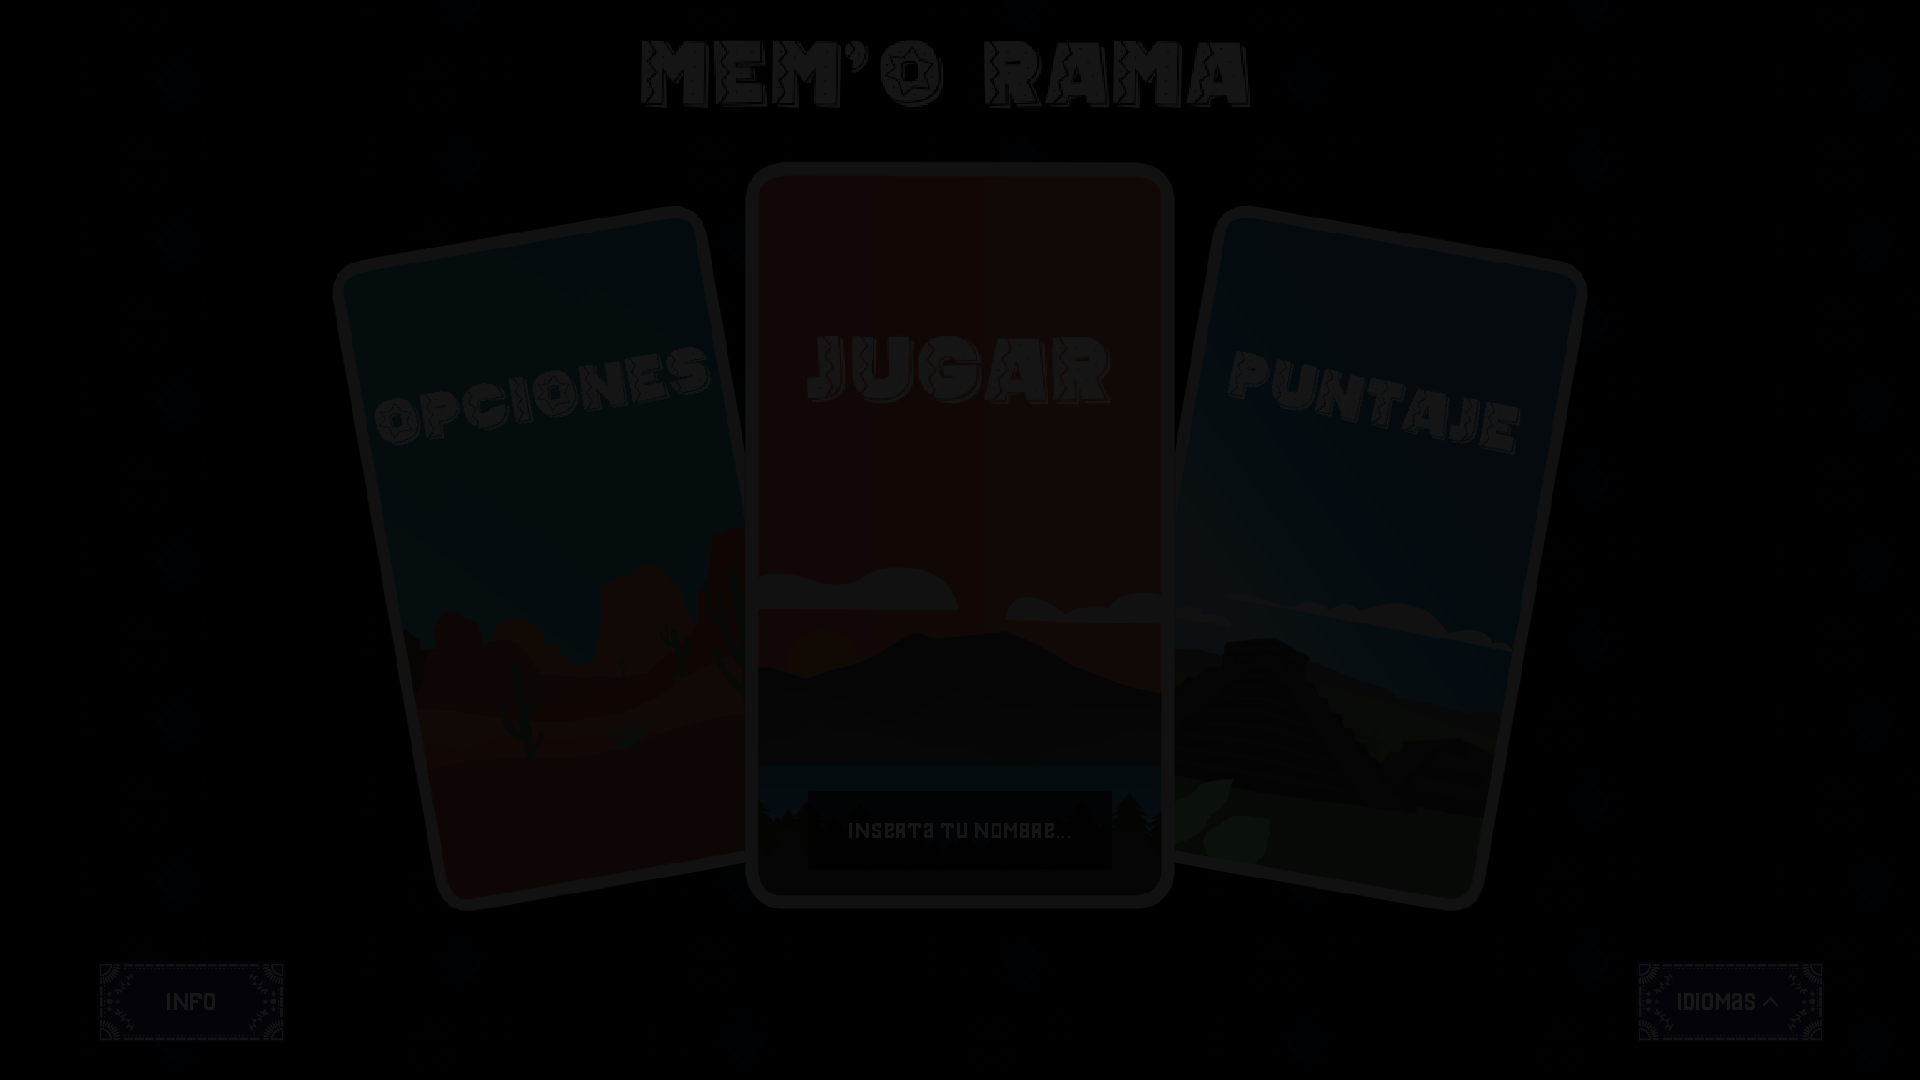 MEM'O RAMA
OPCIONES
JUGAR
PUNTAJE
INSERTA TU NOMBRE...
INFO
IDIOMAS ^